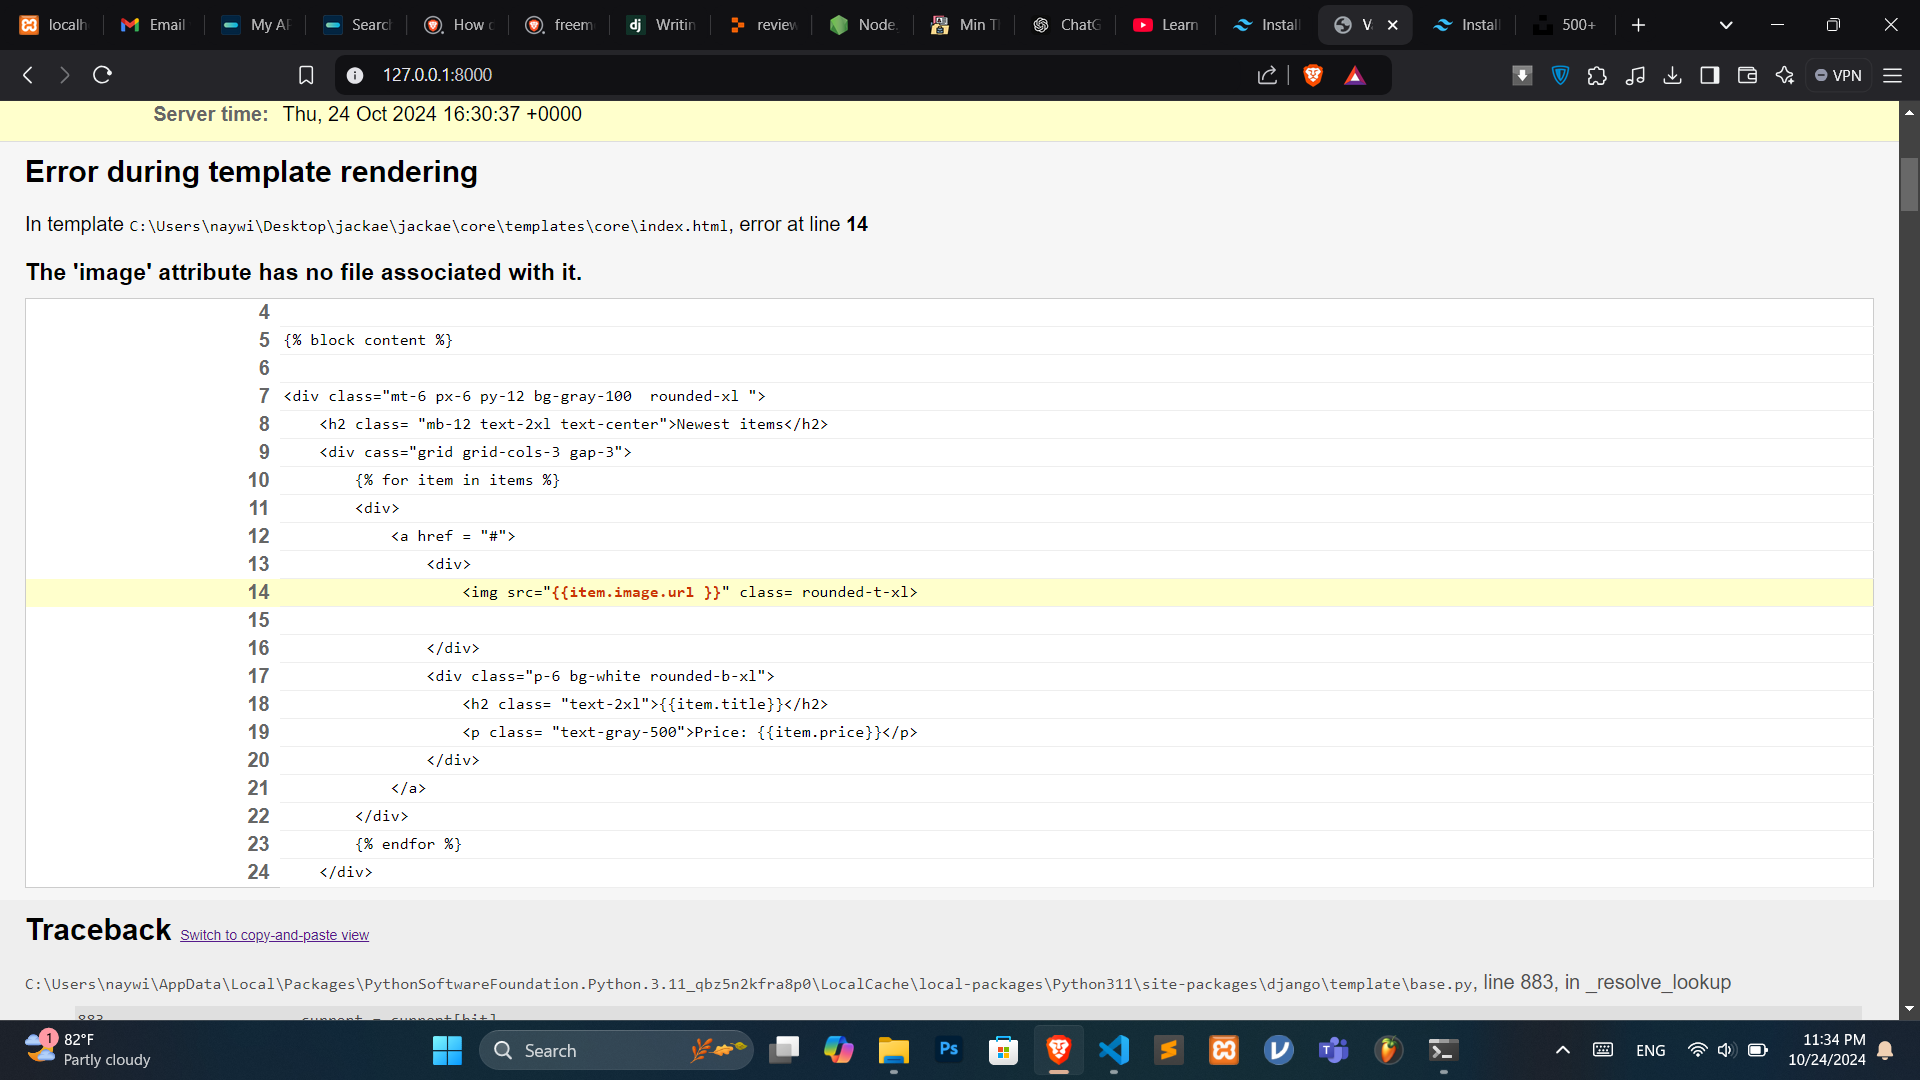 localh
Email
My AF
Search
How c
freem
dj Writin
review
Node.
Min T
ChatG
Learn
Install
V
Install
500+
127.0.0.1:8000
VPN
Server time: Thu, 24 Oct 2024 16:30:37 +0000
Error during template rendering
In template C:\Users\naywi\Desktop\jackae\jackae\core\templates\core\index.html, error at line 14
The 'image' attribute has no file associated with it.
4
5 {% block content %}
6
7 <div class="mt-6 px-6 py-12 bg-gray-100  rounded-xl ">
8     <h2 class= "mb-12 text-2xl text-center">Newest items</h2>
9     <div cass="grid grid-cols-3 gap-3">
10         {% for item in items %}
11         <div>
12             <a href = "#">
13                 <div>
14                     <img src="{{item.image.url }}" class= rounded-t-xl>
15
16                 </div>
17                 <div class="p-6 bg-white rounded-b-xl">
18                     <h2 class= "text-2xl">{{item.title}}</h2>
19                     <p class= "text-gray-500">Price: {{item.price}}</p>
20                 </div>
21             </a>
22         </div>
23         {% endfor %}
24     </div>
Traceback Switch to copy-and-paste view
C:\Users\naywi\AppData\Local\Packages\PythonSoftwareFoundation.Python.3.11_qbz5n2kfra8p0\LocalCache\local-packages\Python311\site-packages\django\template\base.py, line 883, in _resolve_lookup
883 current = current[bit]
1
82°F
Partly cloudy
Search
Ps
ENG
11:34 PM
10/24/2024